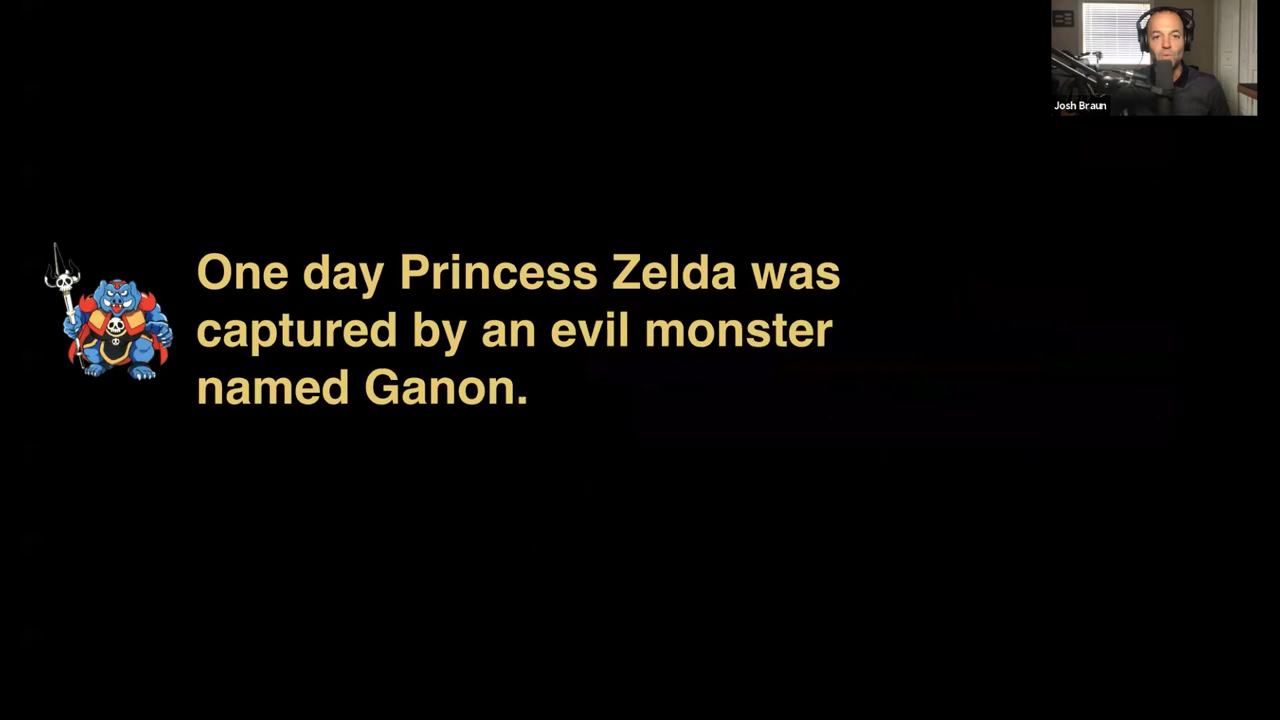 Josh Braun
One day Princess Zelda was
captured by an evil monster
named Ganon.